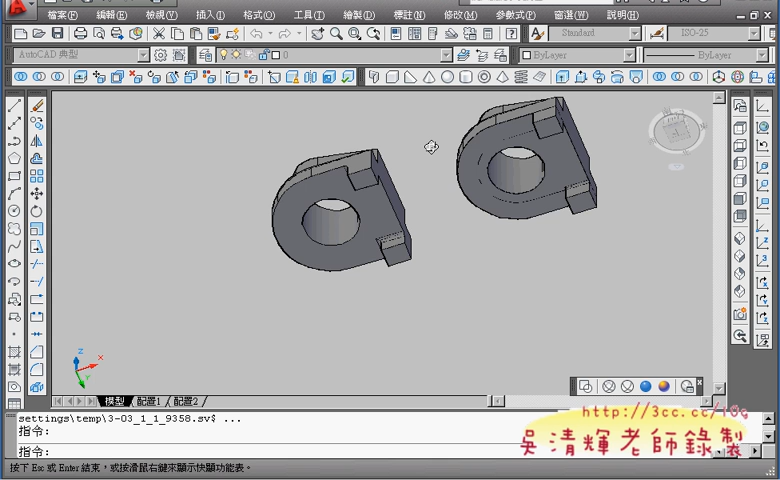 檔案(F) 編輯(E) 檢視(V) 插入(I) 格式(O) 工具(T) 繪製(D) 標註(N) 修改(M) 參數式(P) 視窗(W) 說明(H)
Standard ISO-25
AutoCAD 典型 0 ByLayer ByLayer
Z
X
Y
模型 配置1 配置2
settings\temp\3-03_1_1_9358.sv$ ...
指令:
指令:
按下 Esc 或 Enter 結束，或按滑鼠右鍵來顯示快顯功能表。
http://3cc.cc/10q
吳清輝老師錄製